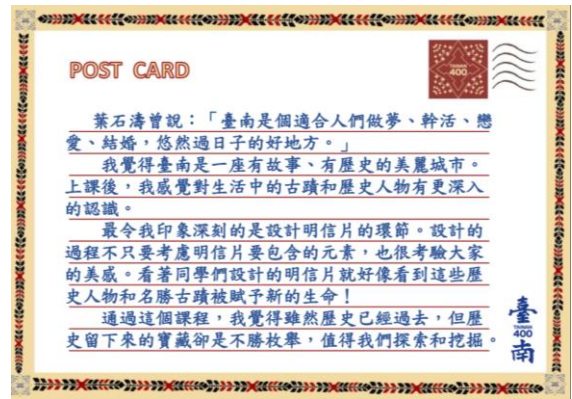 POST CARD
TAIWAN
400
葉石濤曾說：「臺南是個適合人們做夢、幹活、戀
愛、結婚，悠然過日子的好地方。」
我覺得臺南是一座有故事、有歷史的美麗城市。
上課後，我感覺對生活中的古蹟和歷史人物有更深入
的認識。
最令我印象深刻的是設計明信片的環節。設計的
過程不只要考慮明信片要包含的元素，也很考驗大家
的美感。看著同學們設計的明信片就好像看到這些歷
史人物和名勝古蹟被賦予新的生命！
通過這個課程，我覺得雖然歷史已經過去，但歷
史留下來的寶藏卻是不勝枚舉，值得我們探索和挖掘。
臺
TAIWAN
400
南